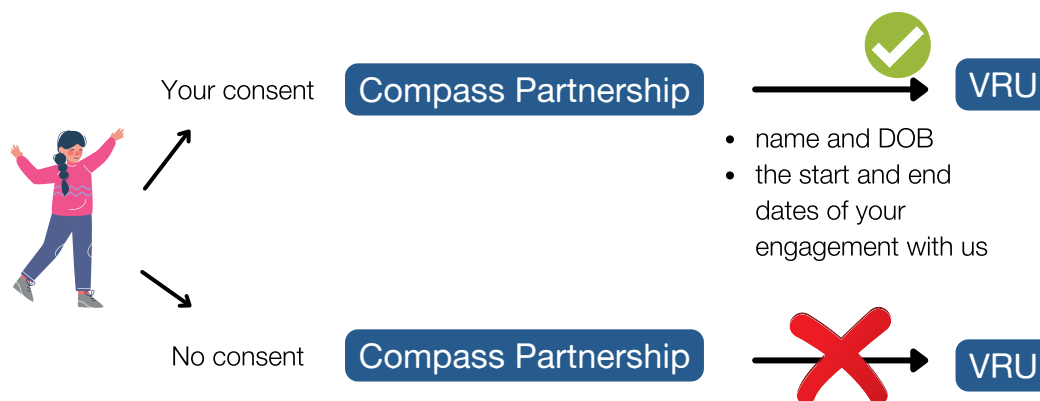 Your consent
Compass Partnership
VRU
• name and DOB
• the start and end
dates of your
engagement with us
No consent
Compass Partnership
VRU